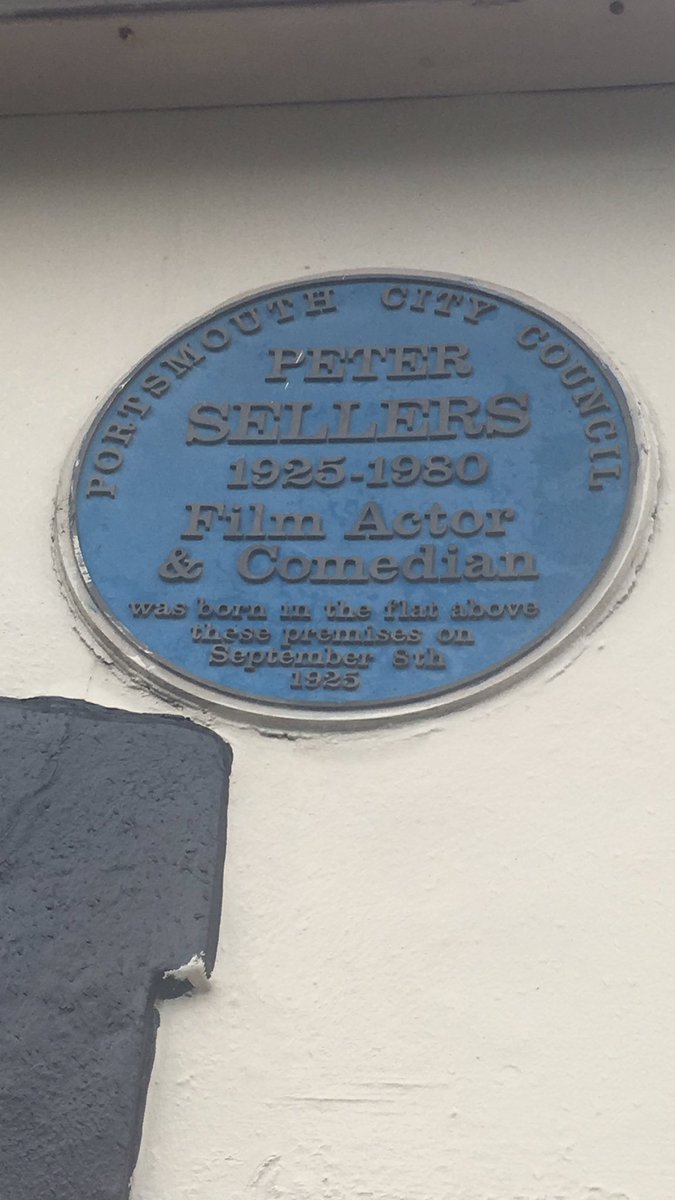 PORTSMOUTH CITY COUNCIL
PETER
SELLERS
1925-1980
Film Actor
& Comedian
was born in the flat above
these premises on
September 8th
1925